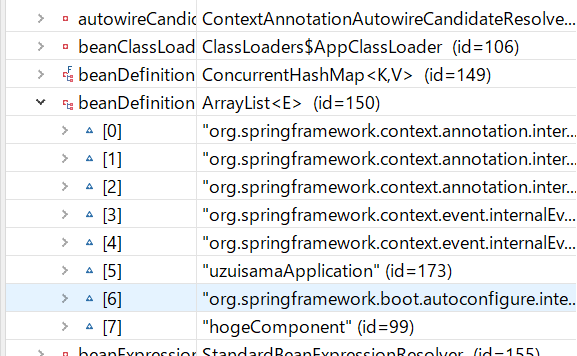 autowireCandic ContextAnnotationAutowireCandidateResolve...
beanClassLoad ClassLoaders$AppClassLoader (id=106)
beanDefinition ConcurrentHashMap<K,V> (id=149)
beanDefinition ArrayList<E> (id=150)
[0] "org.springframework.context.annotation.inter...
[1] "org.springframework.context.annotation.inter...
[2] "org.springframework.context.annotation.inter...
[3] "org.springframework.context.event.internalEv...
[4] "org.springframework.context.event.internalEv...
[5] "uzuisamaApplication" (id=173)
[6] "org.springframework.boot.autoconfigure.inte...
[7] "hogeComponent" (id=99)
beanExpression StandardBeanExpressionResolver (id=155)